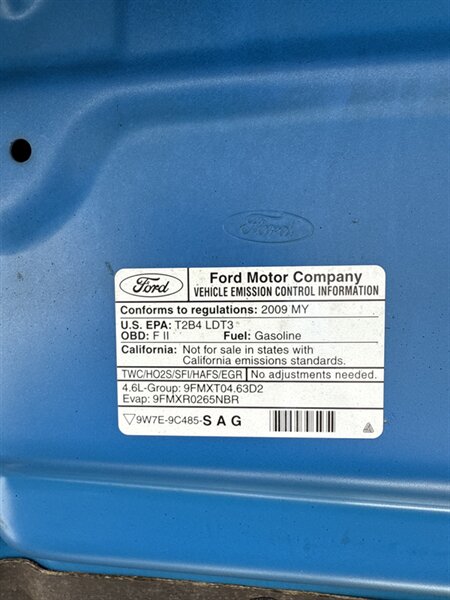 Ford
Ford
Ford Motor Company
VEHICLE EMISSION CONTROL INFORMATION
Conforms to regulations: 2009 MY
U.S. EPA: T2B4 LDT3
OBD: F II Fuel: Gasoline
California: Not for sale in states with
California emissions standards.
TWC/HO2S/SFI/HAFS/EGR No adjustments needed.
4.6L-Group: 9FMXT04.63D2
Evap: 9FMXR0265NBR
▽9W7E-9C485-SAG